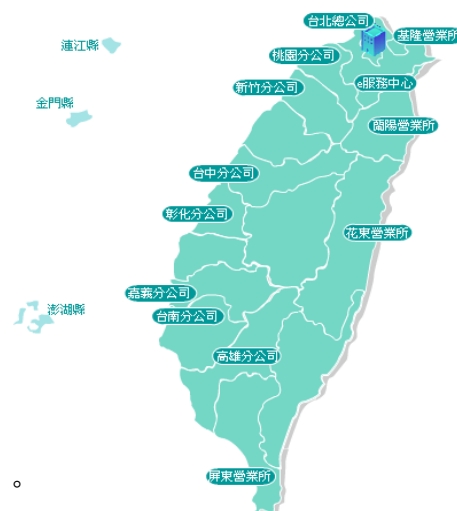 台北總公司
基隆營業所
連江縣
桃園分公司
e服務中心
新竹分公司
金門縣
蘭陽營業所
台中分公司
彰化分公司
花東營業所
嘉義分公司
澎湖縣
台南分公司
高雄分公司
屏東營業所
。